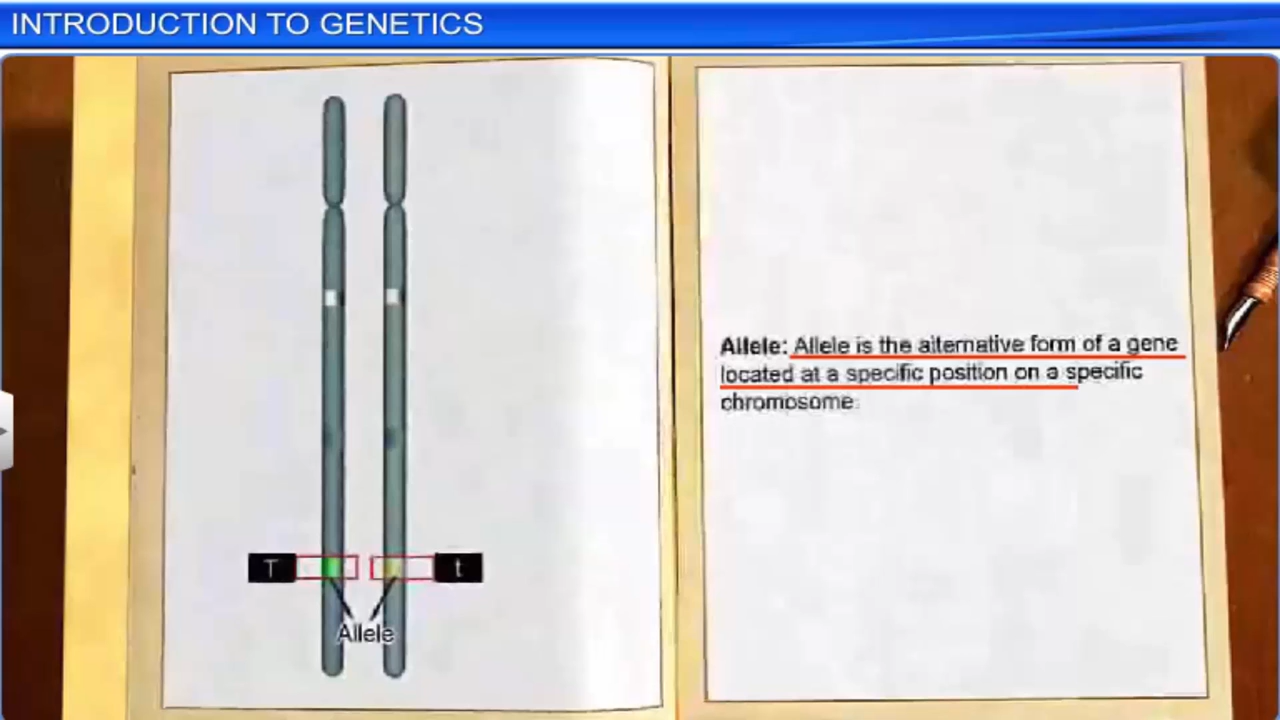 INTRODUCTION TO GENETICS
T
t
Allele
Allele: Allele is the alternative form of a gene
located at a specific position on a specific
chromosome